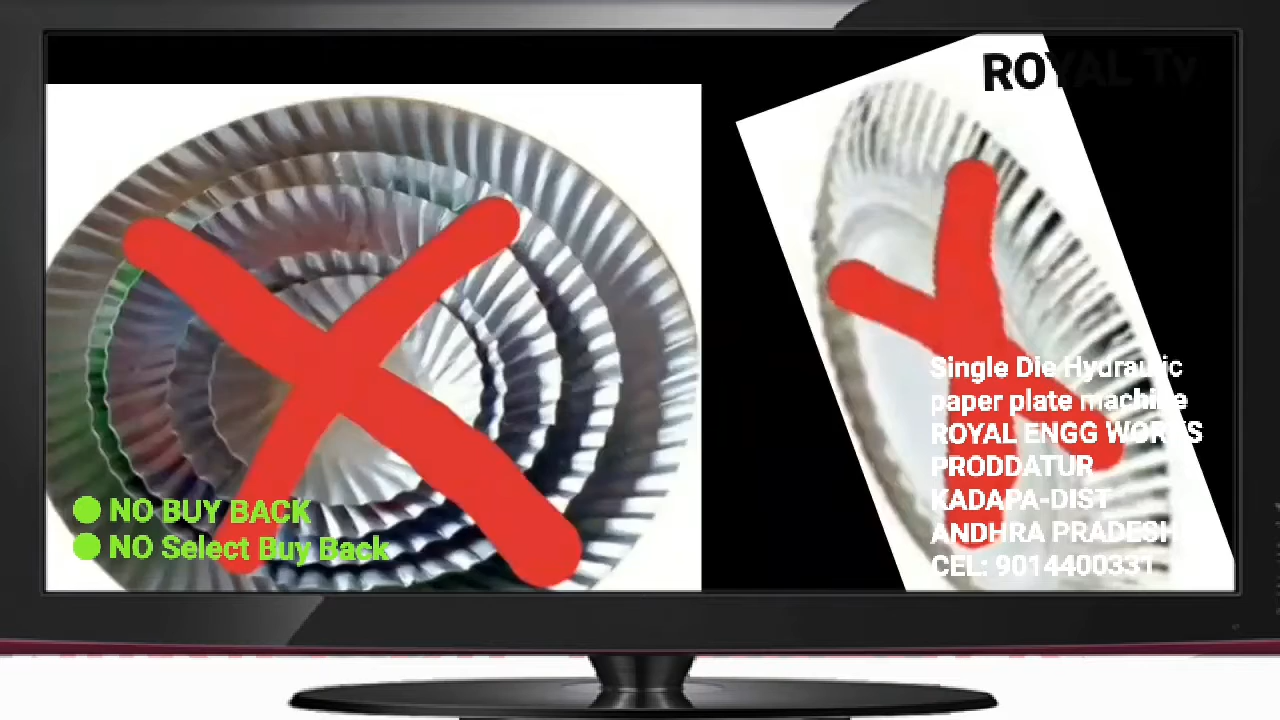 ROYAL Tv
● NO BUY BACK
● NO Select Buy Back
Single Die Hydraulic
paper plate machine
ROYAL ENGG WORKS
PRODDATUR
KADAPA-DIST
ANDHRA PRADESH
CEL: 9014400331